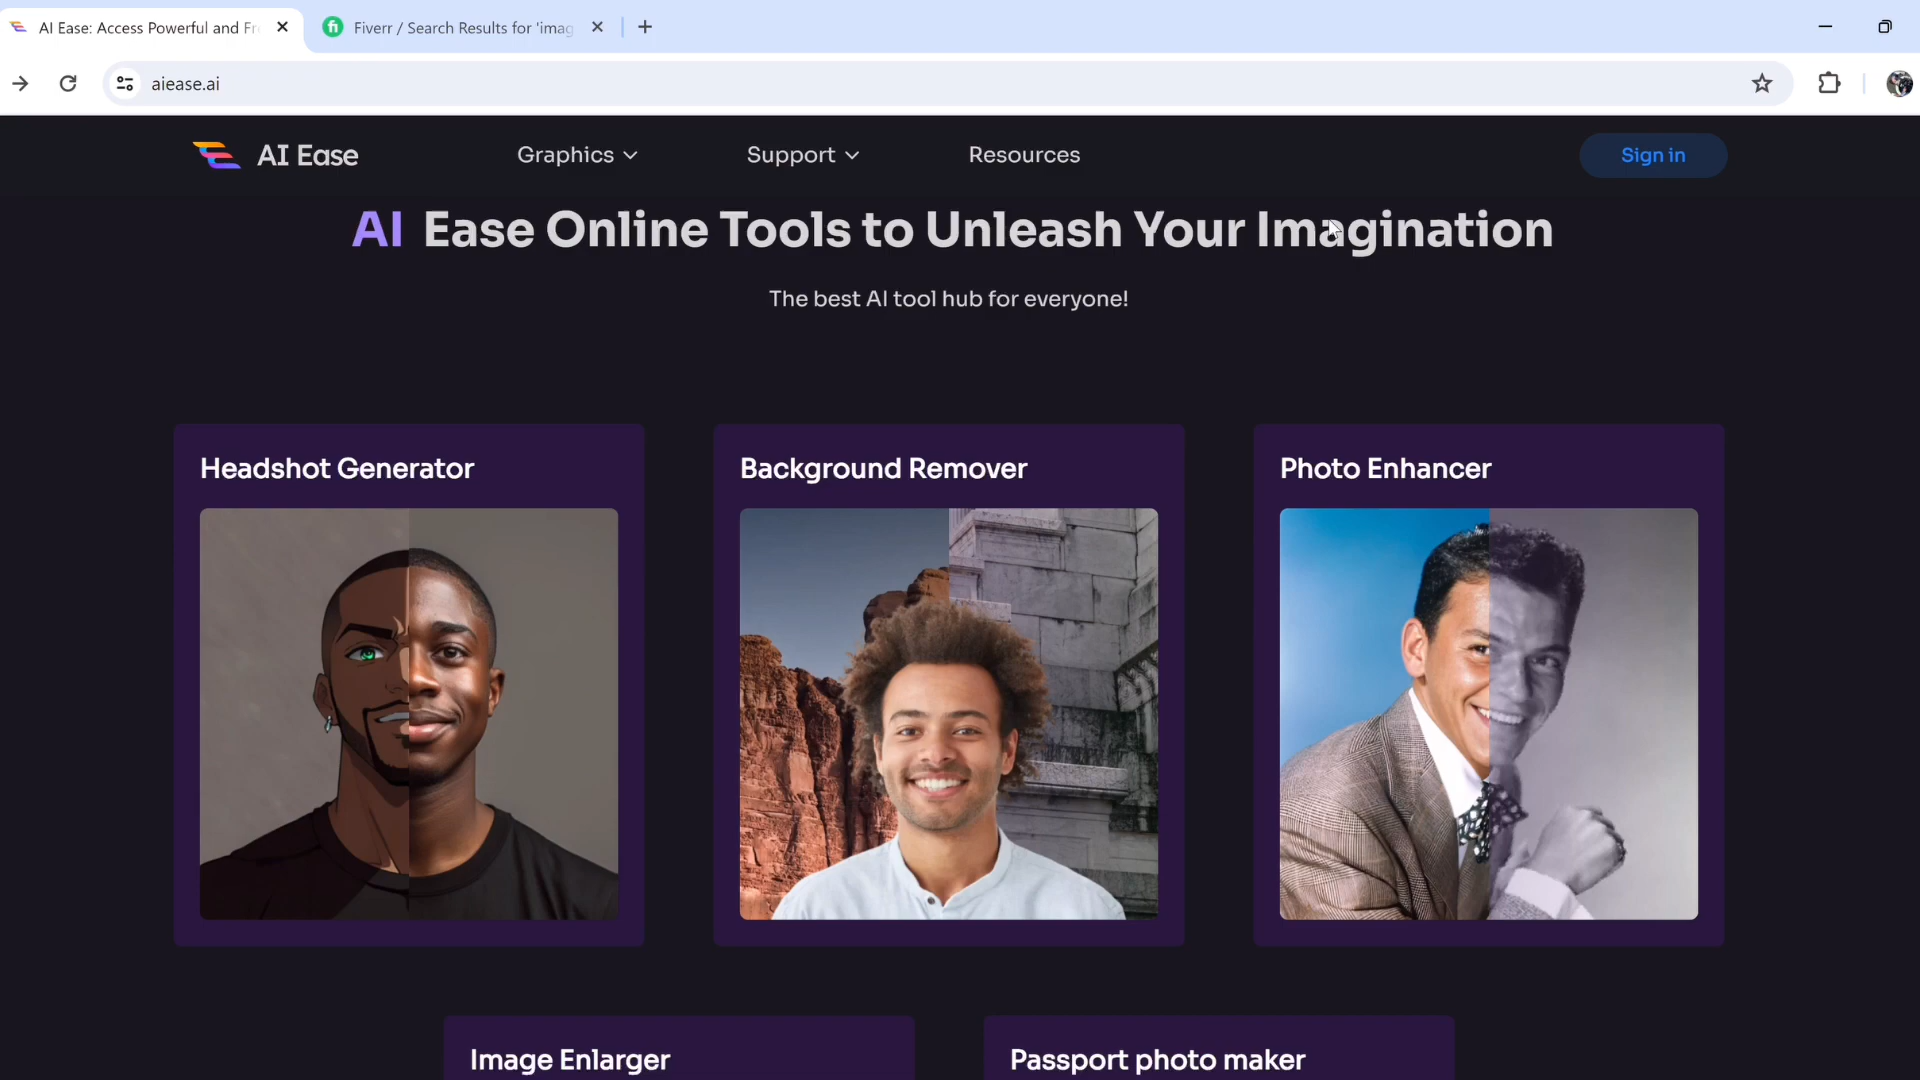 AI Ease: Access Powerful and Fr
Fiverr / Search Results for 'imag
aiease.ai
AI Ease
Graphics
Support
Resources
Sign in
AI Ease Online Tools to Unleash Your Imagination
The best AI tool hub for everyone!
Headshot Generator
Background Remover
Photo Enhancer
Image Enlarger
Passport photo maker